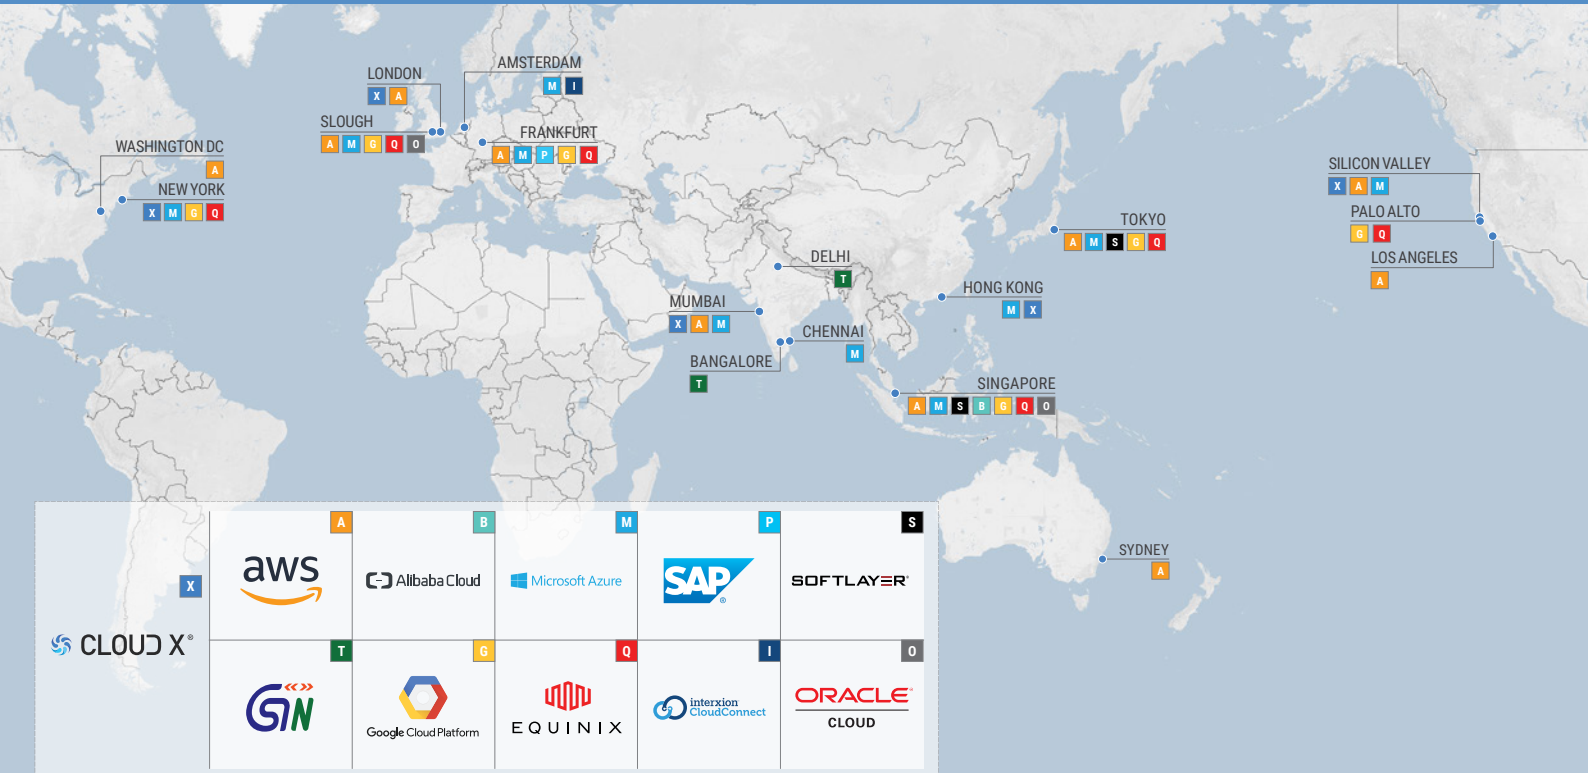 AMSTERDAM
M I
LONDON
X A
SLOUGH
A M G Q O
FRANKFURT
A M P G Q
WASHINGTON DC
A
NEW YORK
X M G Q
SILICON VALLEY
X A M
PALO ALTO
G Q
LOS ANGELES
A
TOKYO
A M S G Q
DELHI
T
HONG KONG
M X
MUMBAI
X A M
CHENNAI
M
BANGALORE
T
SINGAPORE
A M S B G Q O
SYDNEY
A
X
CLOUD X®
A
aws
B
Alibaba Cloud
M
Microsoft Azure
P
SAP®
S
SOFTLAYER®
T
GTN
G
Google Cloud Platform
Q
EQUINIX
I
interxion
CloudConnect
O
ORACLE®
CLOUD